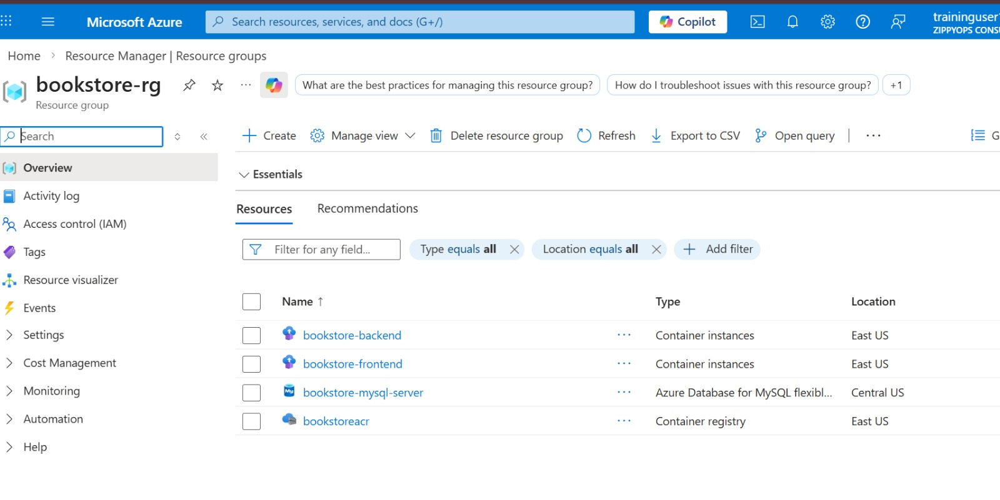 Microsoft Azure
Search resources, services, and docs (G+/)
Copilot
traininguser
ZIPPYOPS CONSU
Home > Resource Manager | Resource groups
bookstore-rg
Resource group
What are the best practices for managing this resource group?
How do I troubleshoot issues with this resource group?
+1
Search
Create
Manage view
Delete resource group
Refresh
Export to CSV
Open query
G
Overview
Activity log
Access control (IAM)
Tags
Resource visualizer
Events
Settings
Cost Management
Monitoring
Automation
Help
Essentials
Resources
Recommendations
Filter for any field...
Type equals all
Location equals all
Add filter
Name ↑ Type Location
bookstore-backend ... Container instances East US
bookstore-frontend ... Container instances East US
bookstore-mysql-server ... Azure Database for MySQL flexibl... Central US
bookstoreacr ... Container registry East US